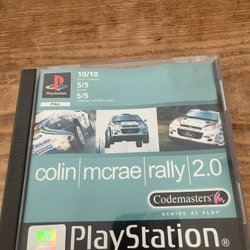 PlayStation
PAL
10/10
5/5
5/5
colin | mcrae | rally | 2.0
Codemasters
GENIUS AT PLAY
PlayStation